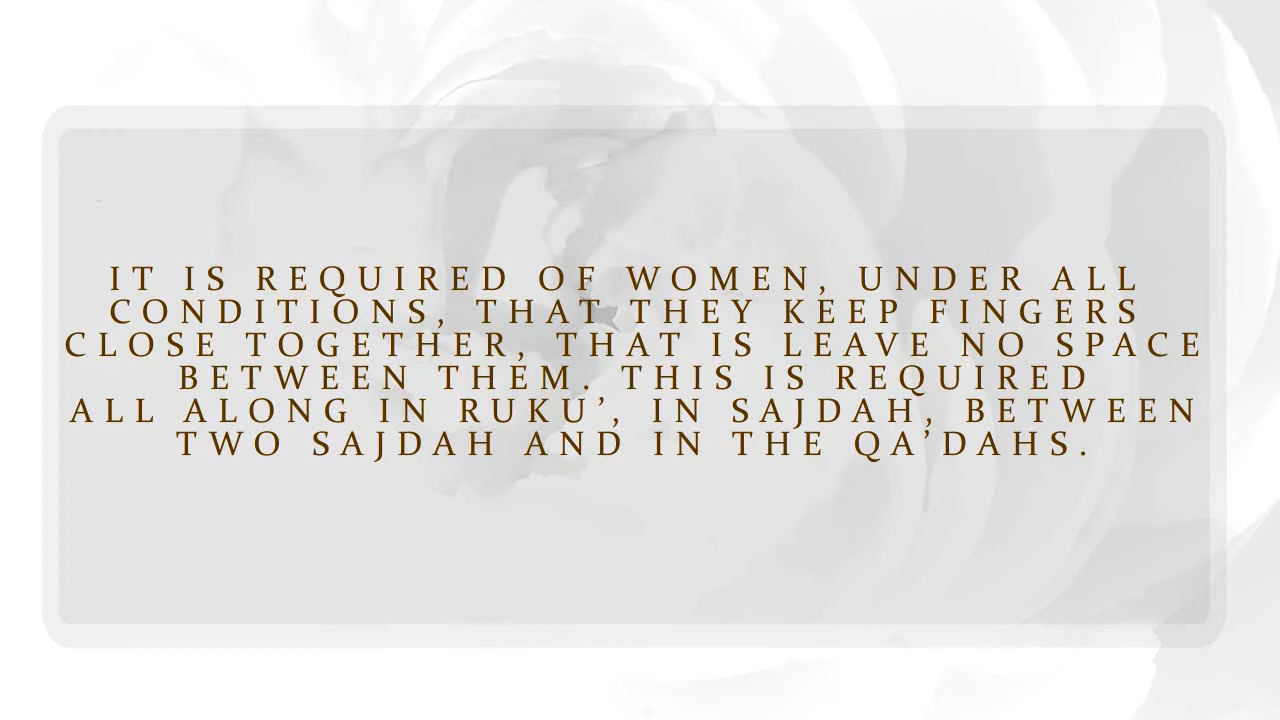 IT IS REQUIRED OF WOMEN, UNDER ALL
CONDITIONS, THAT THEY KEEP FINGERS
CLOSE TOGETHER, THAT IS LEAVE NO SPACE
BETWEEN THEM. THIS IS REQUIRED
ALL ALONG IN RUKU’, IN SAJDAH, BETWEEN
TWO SAJDAH AND IN THE QA’DAHS.